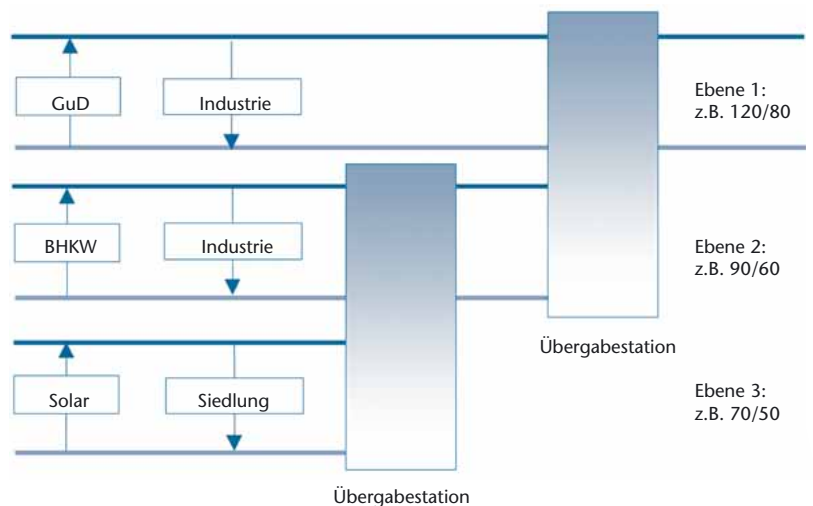 GuD
Industrie
Ebene 1:
z.B. 120/80
BHKW
Industrie
Ebene 2:
z.B. 90/60
Übergabestation
Solar
Siedlung
Ebene 3:
z.B. 70/50
Übergabestation